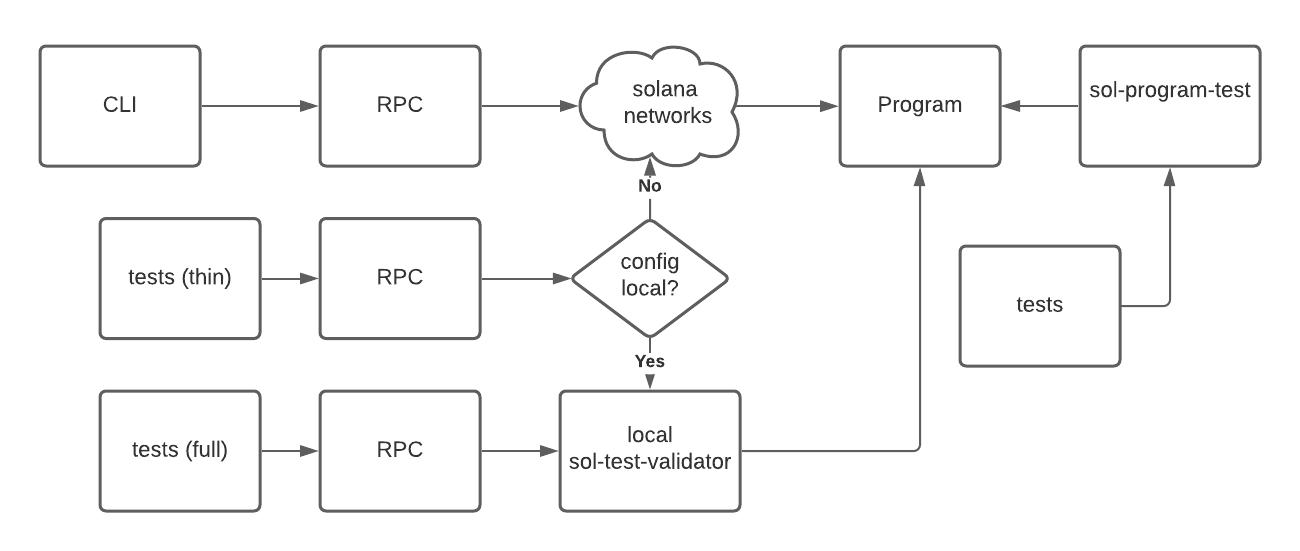 CLI
RPC
solana
networks
Program
sol-program-test
No
tests (thin)
RPC
config
local?
tests
Yes
tests (full)
RPC
local
sol-test-validator